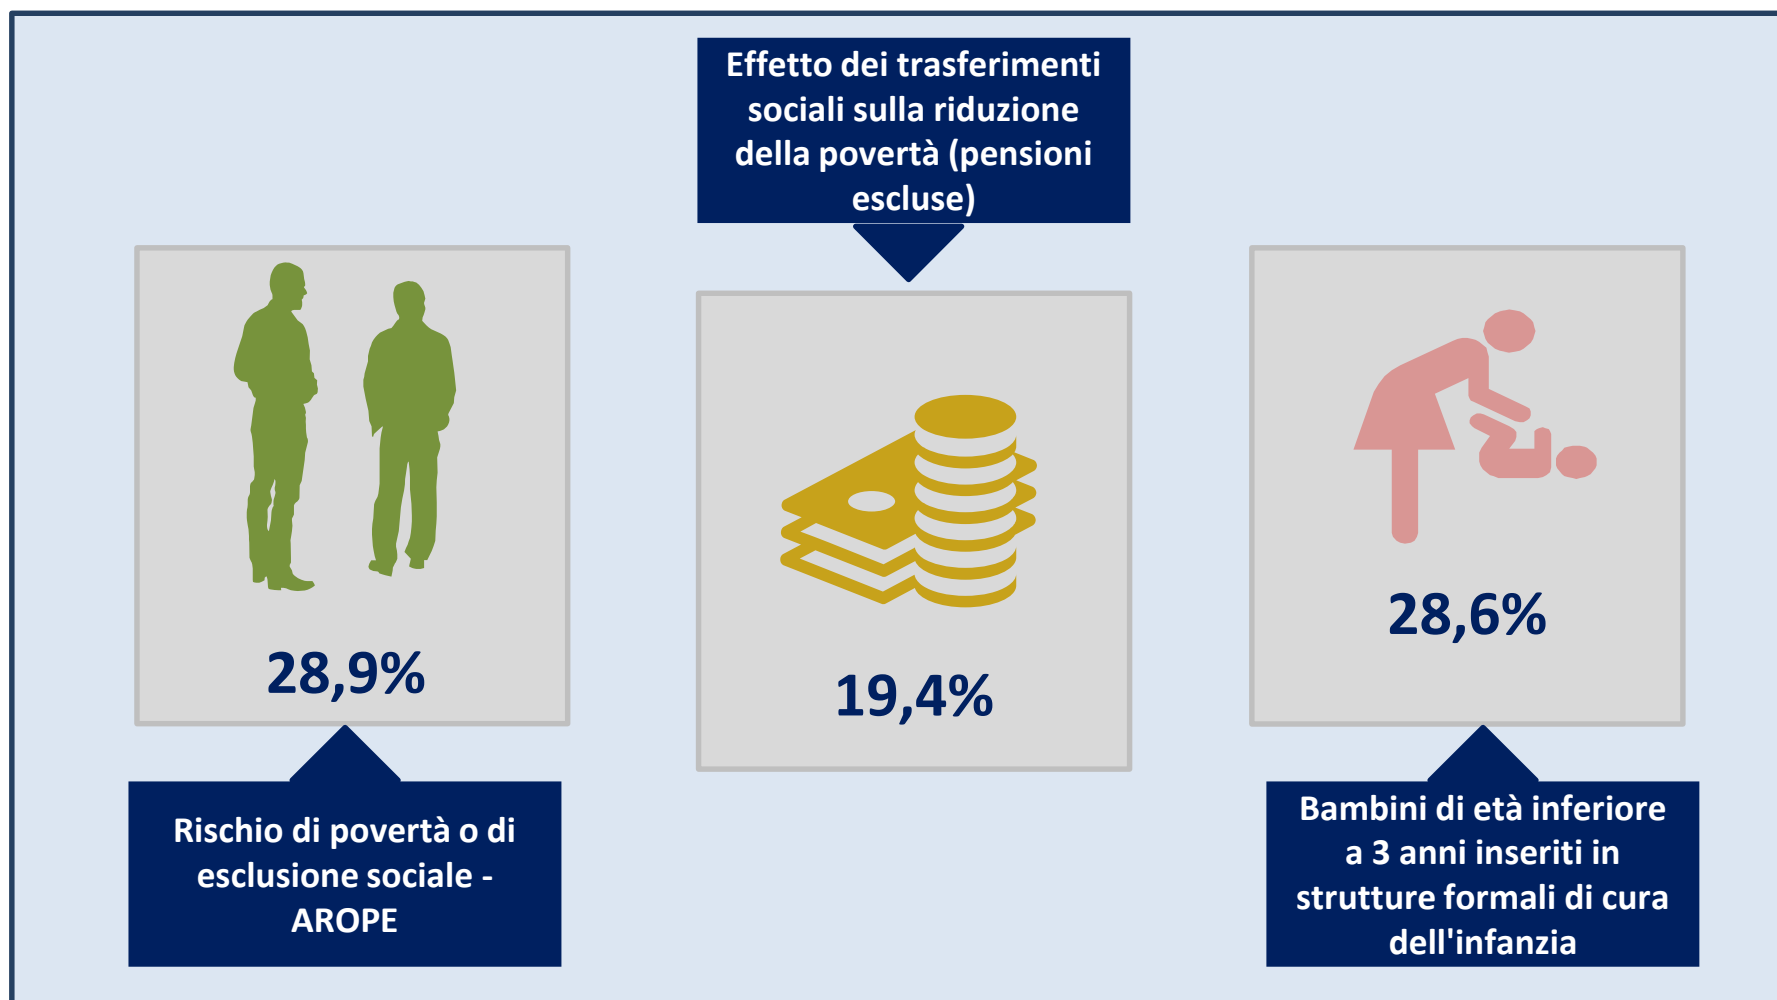 Effetto dei trasferimenti
sociali sulla riduzione
della povertà (pensioni
escluse)
28,9%
19,4%
28,6%
Rischio di povertà o di
esclusione sociale -
AROPE
Bambini di età inferiore
a 3 anni inseriti in
strutture formali di cura
dell'infanzia